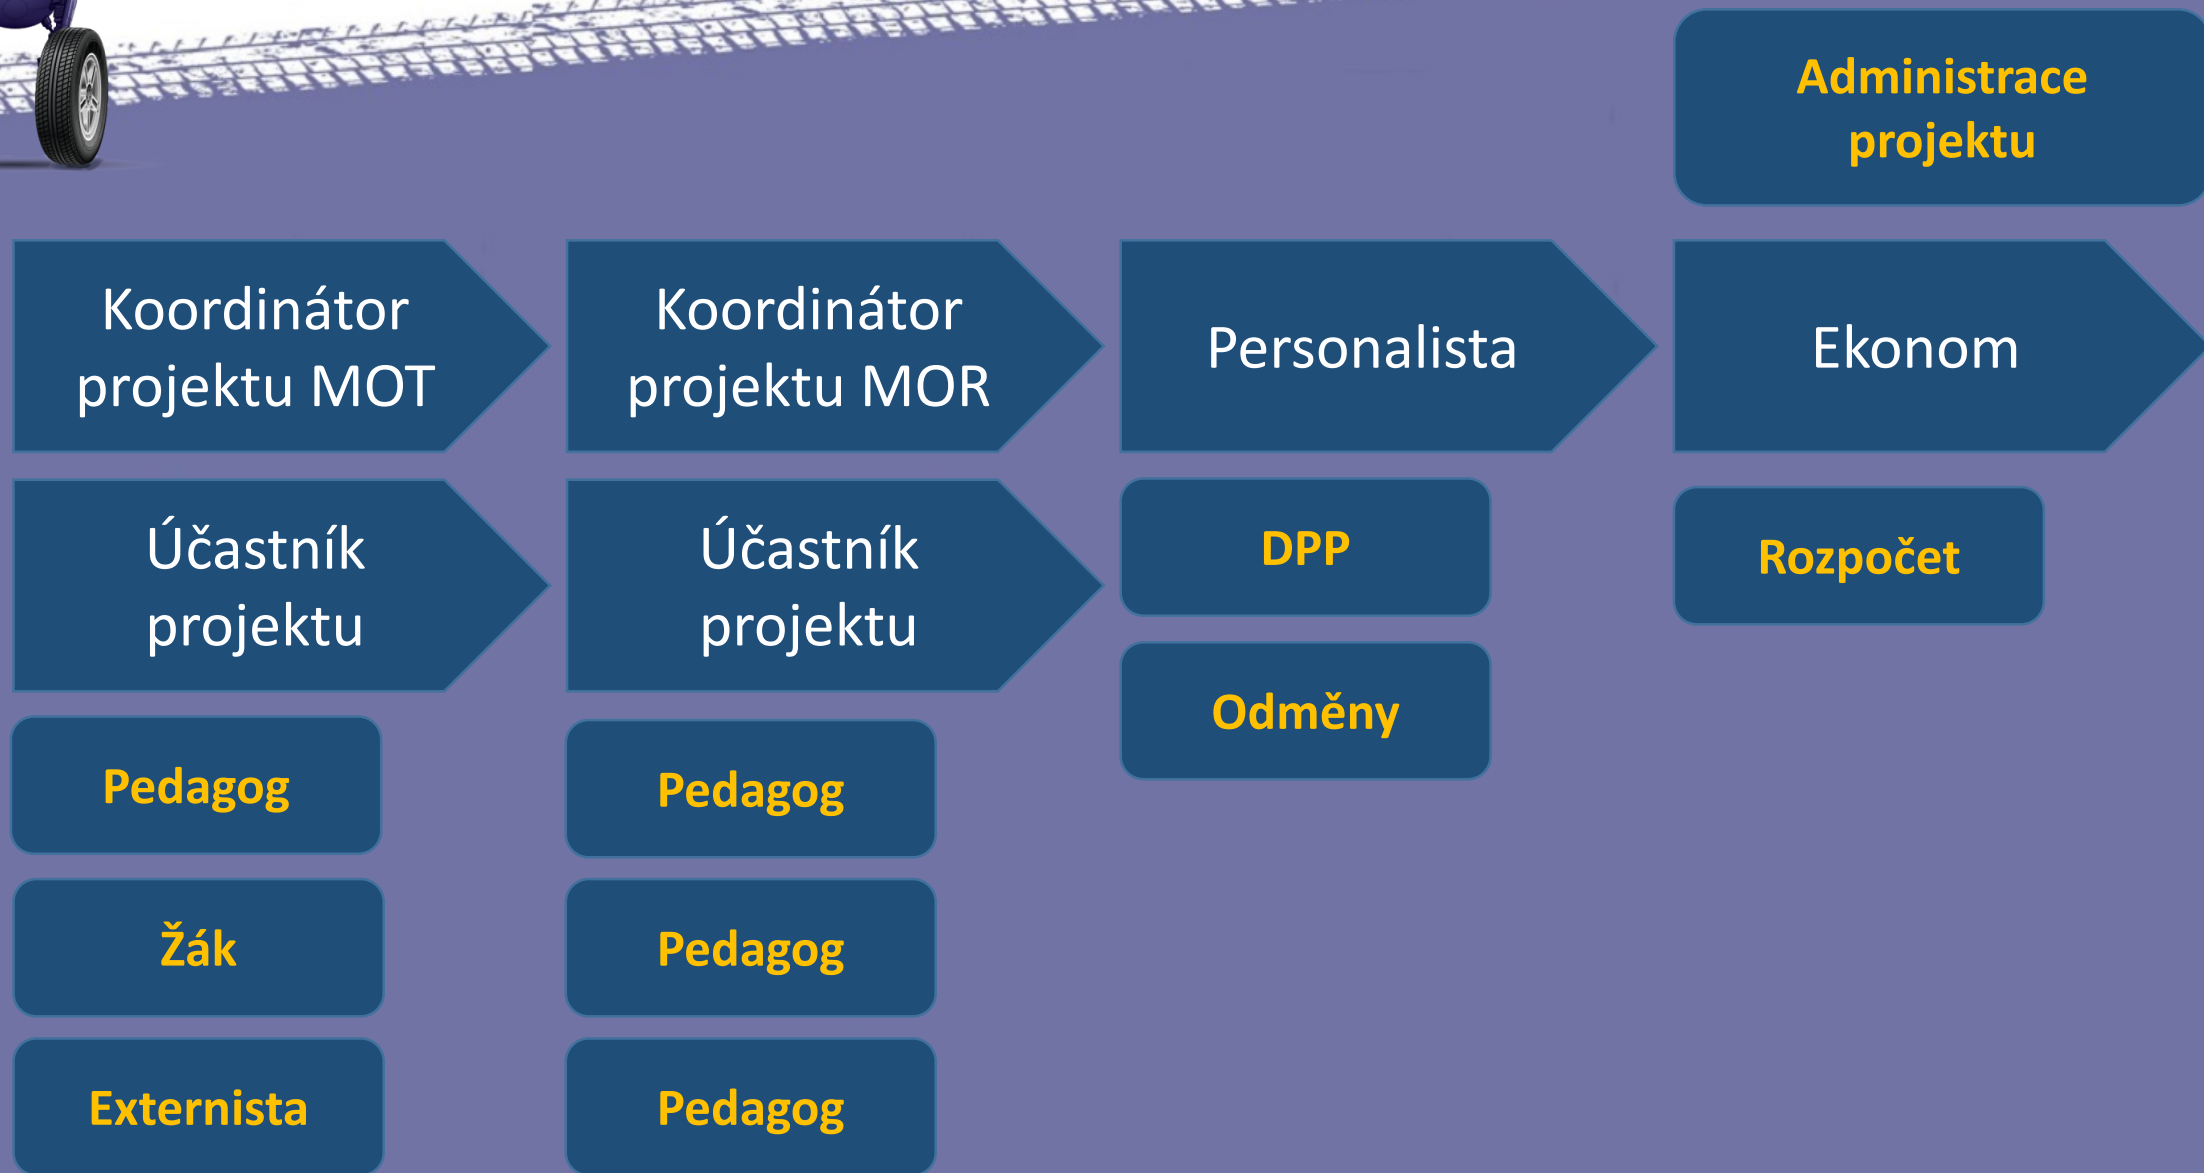 Administrace
projektu
Koordinátor
projektu MOT
Koordinátor
projektu MOR
Personalista
Ekonom
Účastník
projektu
Účastník
projektu
DPP
Rozpočet
Odměny
Pedagog
Pedagog
Žák
Pedagog
Externista
Pedagog